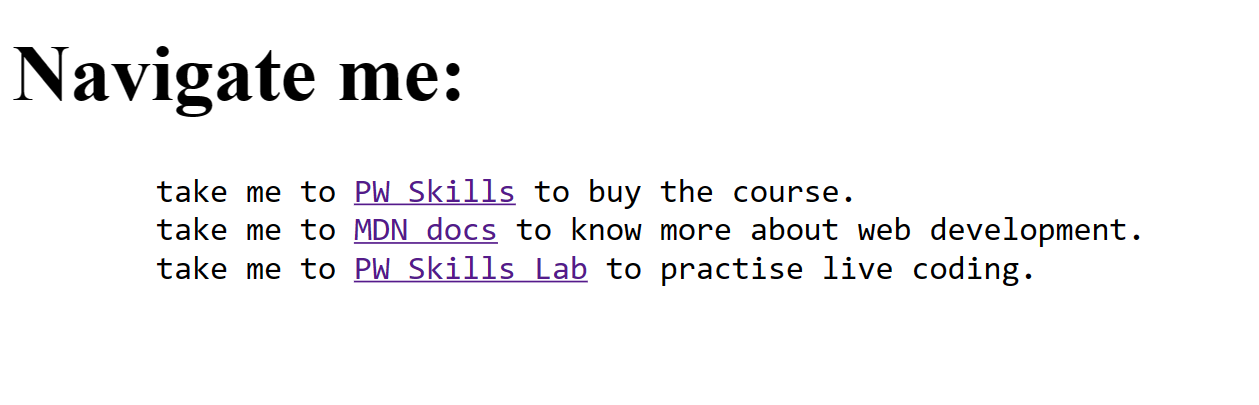 Navigate me:
take me to PW Skills to buy the course.
take me to MDN docs to know more about web development.
take me to PW Skills Lab to practise live coding.